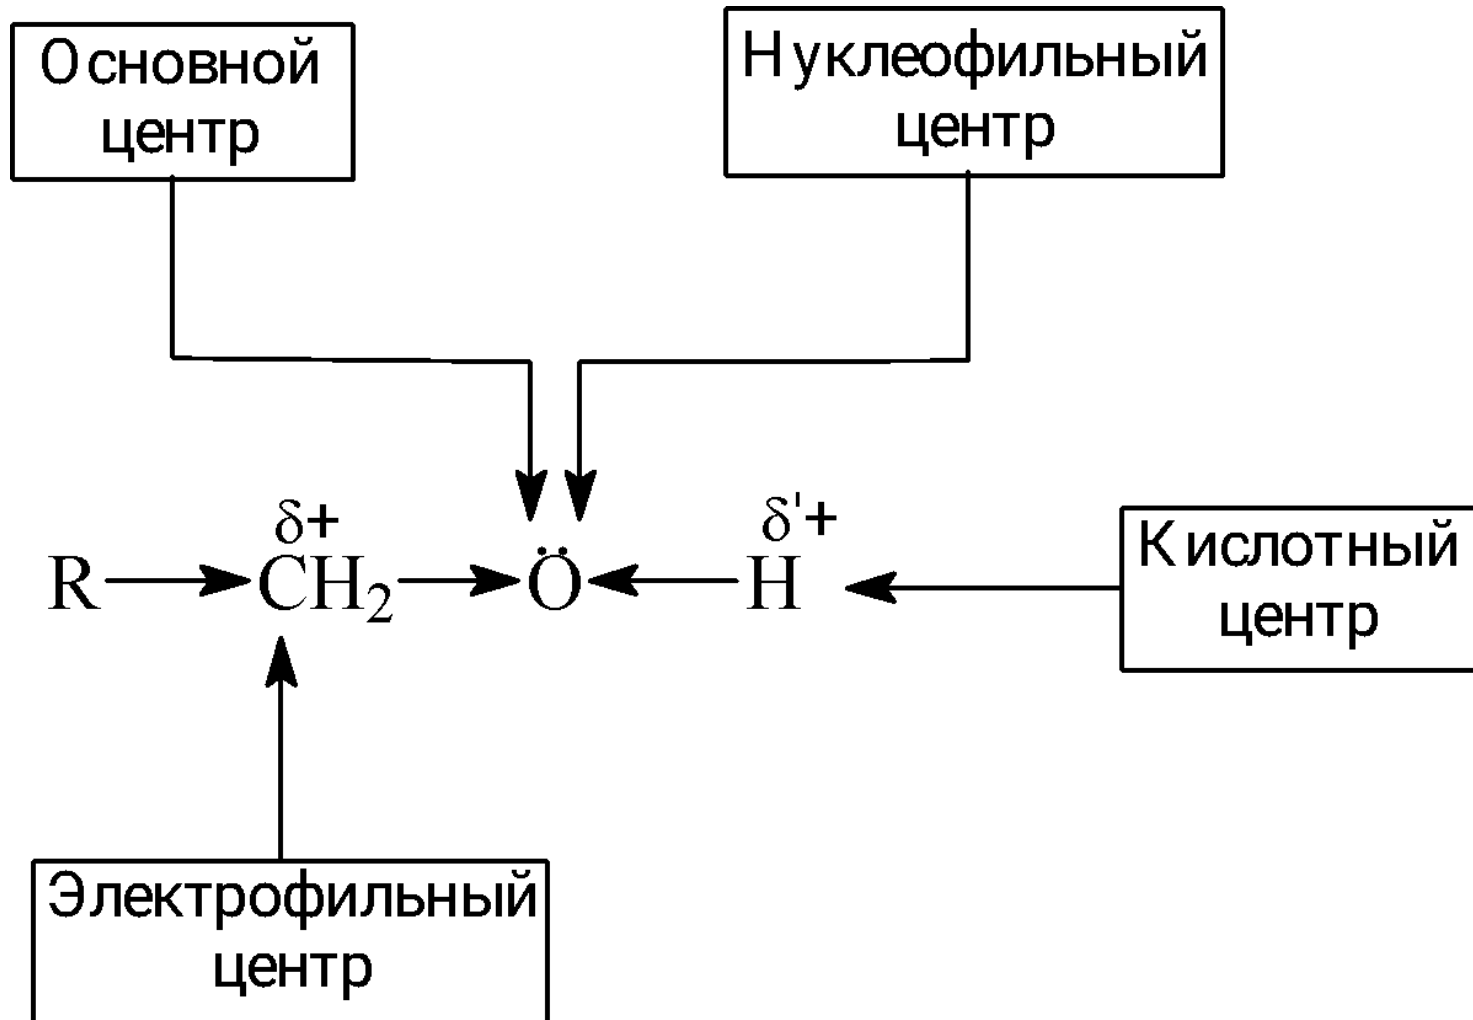 Основной
центр
Нуклеофильный
центр
δ+ δ'+
R CH₂ Ö H
Кислотный
центр
Электрофильный
центр